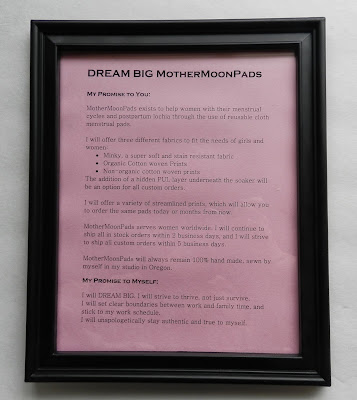 DREAM BIG MOTHERMOONPADS
MY PROMISE TO YOU:
MotherMoonPads exists to help women with their menstrual
cycles and postpartum lochia through the use of reusable cloth
menstrual pads.
I will offer three different fabrics to fit the needs of girls and
women-
• Minky, a super soft and stain resistant fabric
• Organic Cotton woven Prints
• Non-organic cotton woven prints
The addition of a hidden PUL layer underneath the soaker will
be an option for all custom orders.
I will offer a variety of streamlined prints, which will allow you
to order the same pads today or months from now.
MotherMoonPads serves women worldwide. I will continue to
ship all in stock orders within 2 business days, and I will strive
to ship all custom orders within 5 business days
MotherMoonPads will always remain 100% hand made, sewn by
myself in my studio in Oregon.
MY PROMISE TO MYSELF:
I will DREAM BIG. I will strive to thrive, not just survive.
I will set clear boundaries between work and family time, and
stick to my work schedule.
I will unapologetically stay authentic and true to myself.